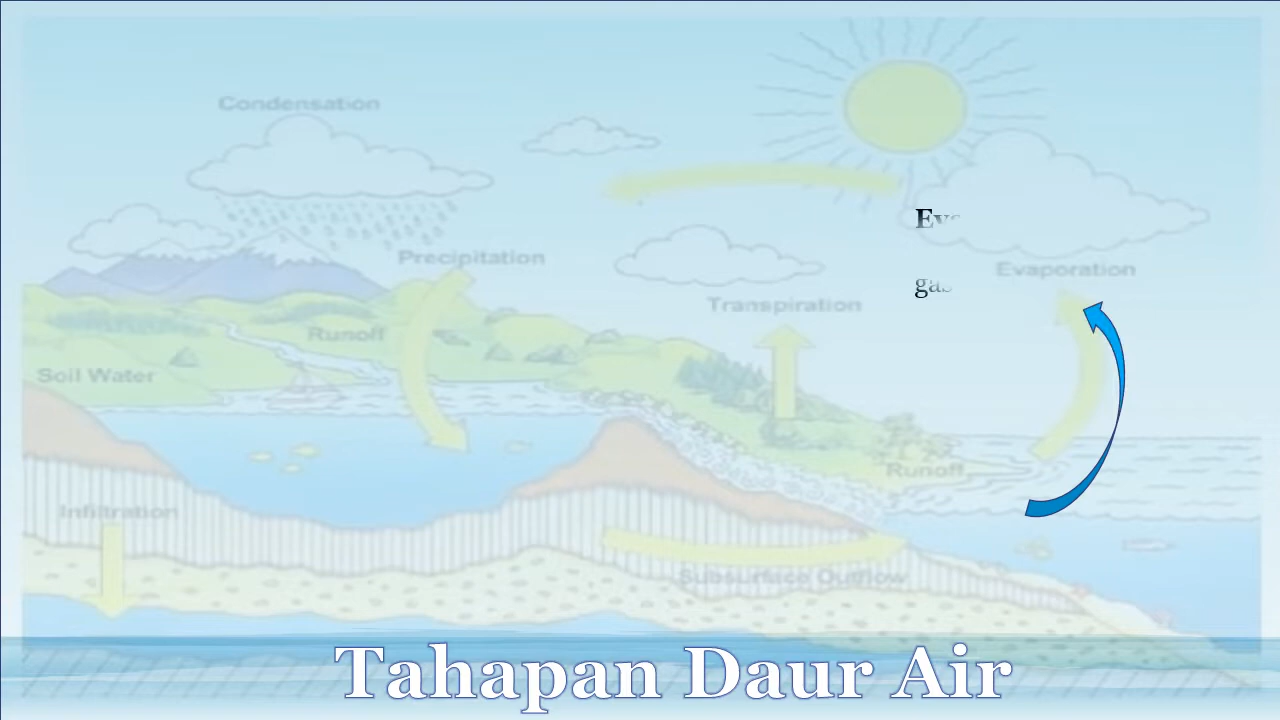 Condensation
Precipitation
Evaporation
Transpiration
Runoff
Soil Water
Runoff
Infiltration
Subsurface Outflow
Tahapan Daur Air